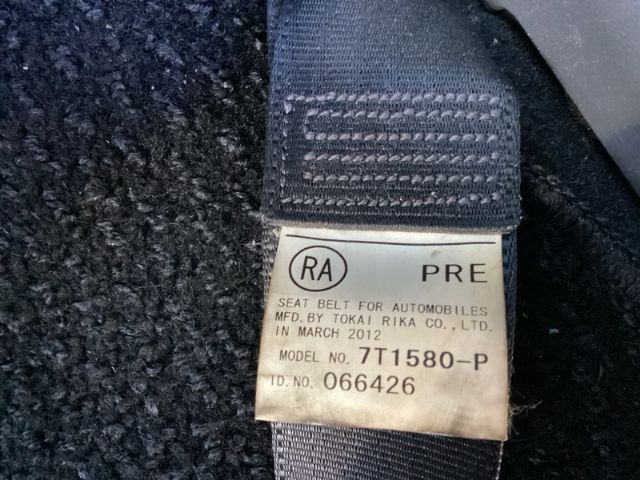 RA PRE
SEAT BELT FOR AUTOMOBILES
MFD. BY TOKAI RIKA CO., LTD.
IN MARCH 2012
MODEL NO. 7T1580-P
ID. NO. 066426